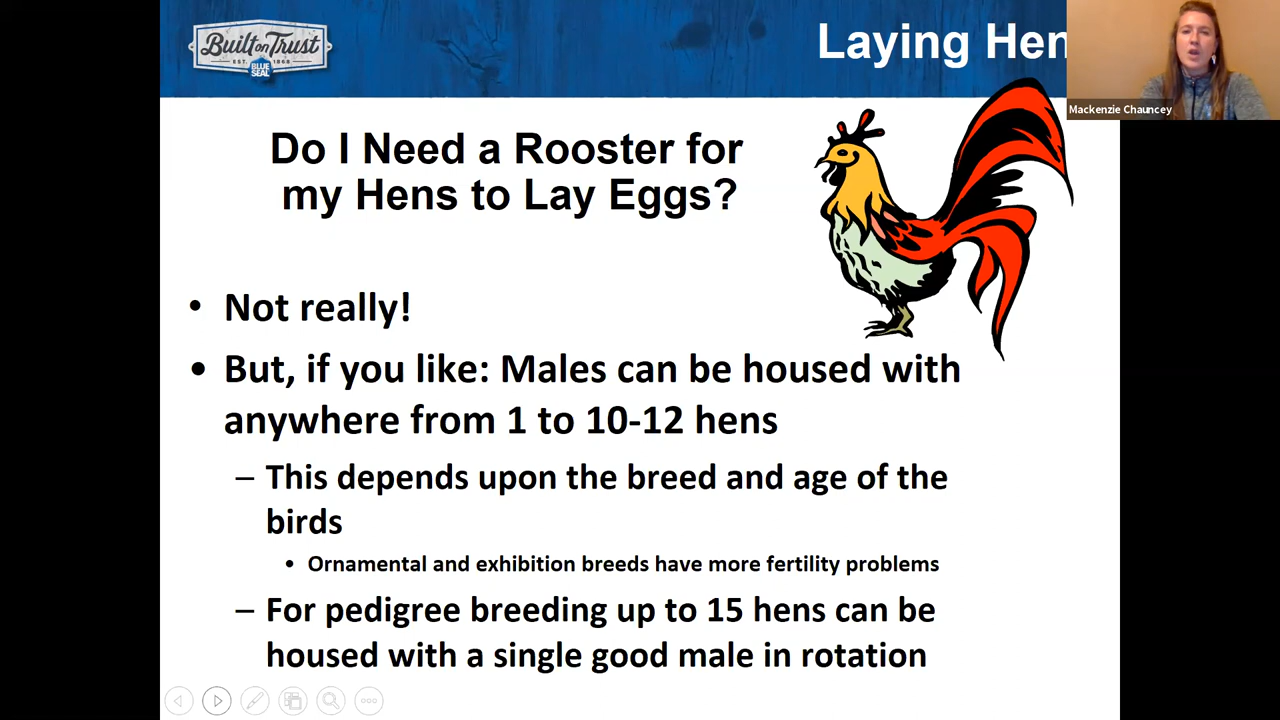 Built on Trust
EST. 1868
BLUE
SEAL
Laying Hen
Mackenzie Chauncey
Do I Need a Rooster for
my Hens to Lay Eggs?
• Not really!
• But, if you like: Males can be housed with
anywhere from 1 to 10-12 hens
– This depends upon the breed and age of the
birds
• Ornamental and exhibition breeds have more fertility problems
– For pedigree breeding up to 15 hens can be
housed with a single good male in rotation